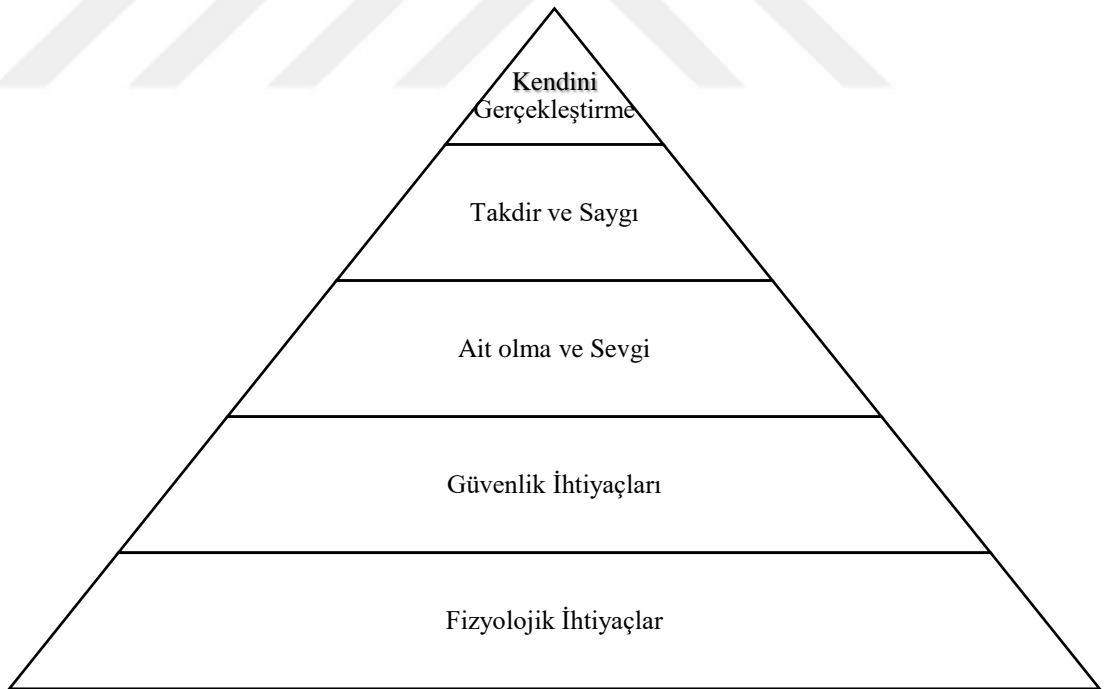 Kendini
Gerçekleştirme
Takdir ve Saygı
Ait olma ve Sevgi
Güvenlik İhtiyaçları
Fizyolojik İhtiyaçlar